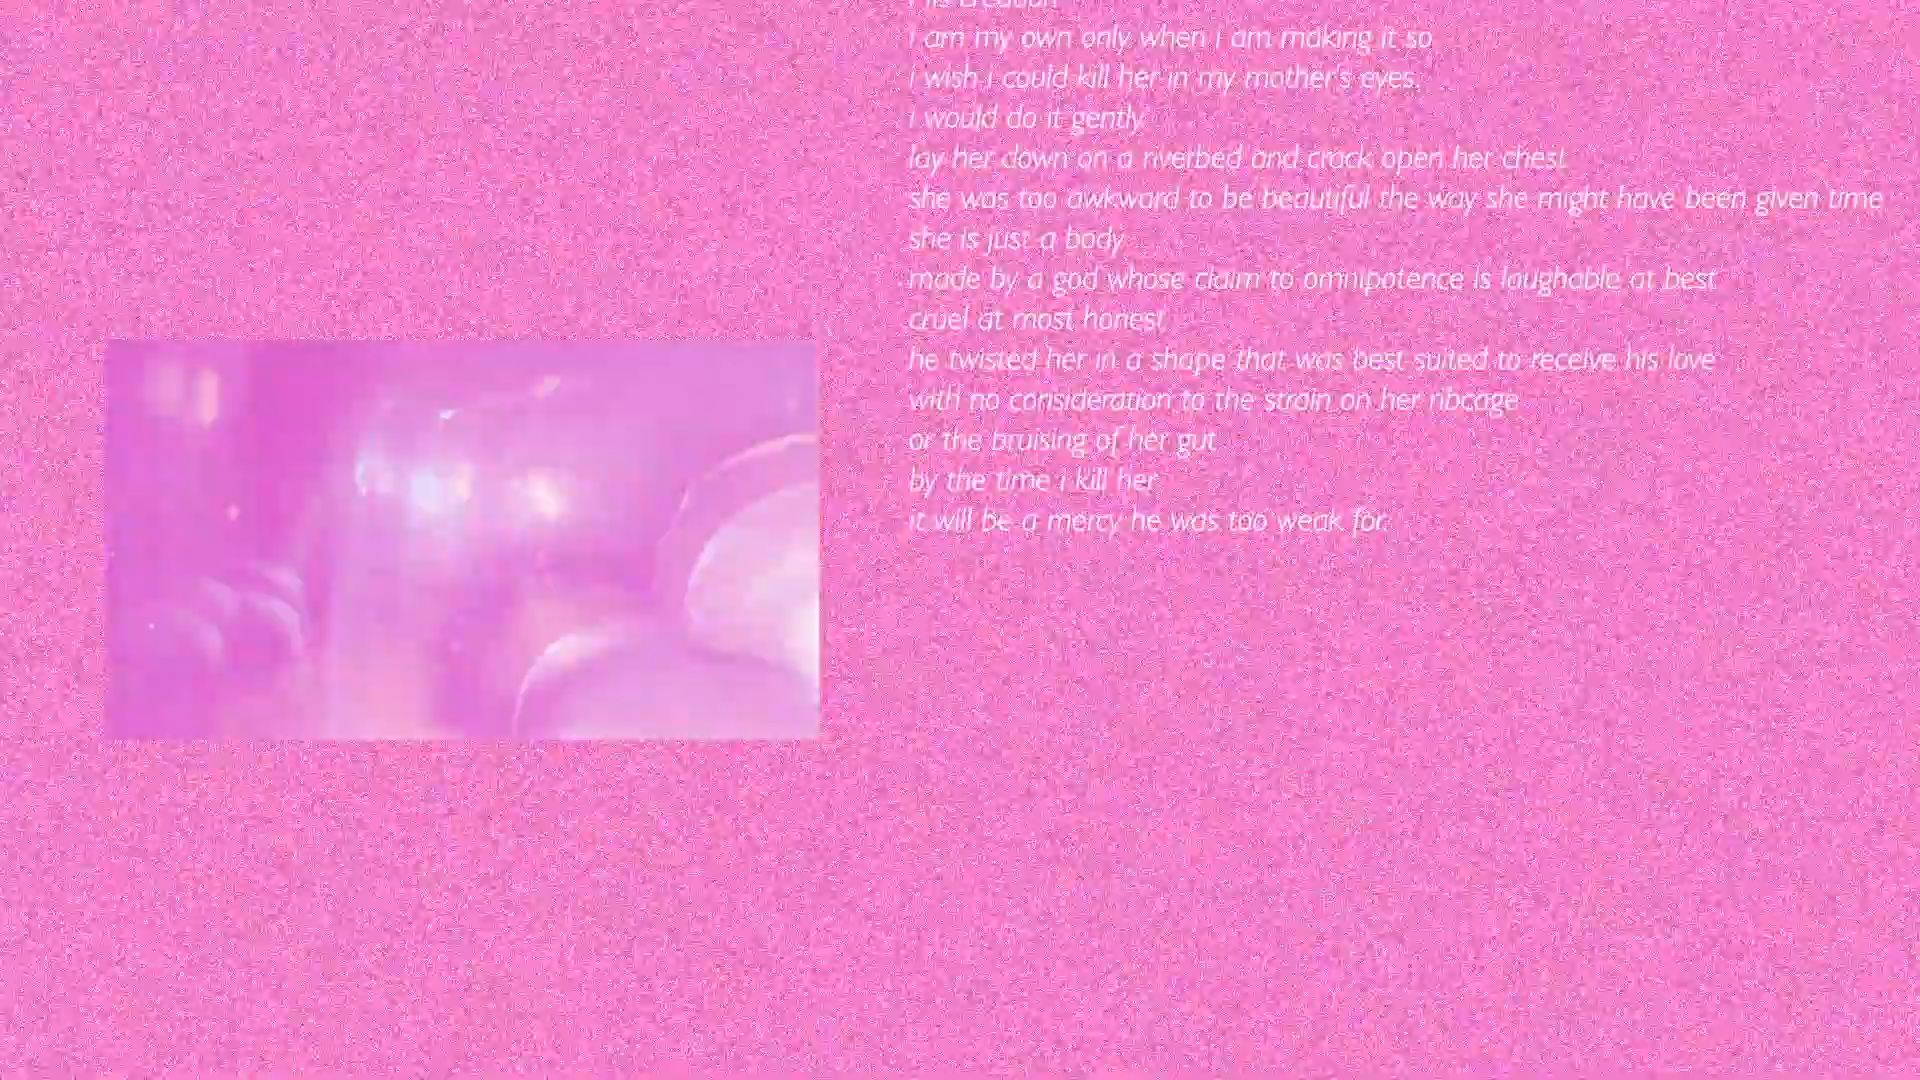 his creation
i am my own only when i am making it so
i wish i could kill her in my mother's eyes.
i would do it gently
lay her down on a riverbed and crack open her chest
she was too awkward to be beautiful the way she might have been given time
she is just a body
made by a god whose claim to omnipotence is laughable at best
cruel at most honest
he twisted her in a shape that was best suited to receive his love
with no consideration to the strain on her ribcage
or the bruising of her gut
by the time i kill her
it will be a mercy he was too weak for.